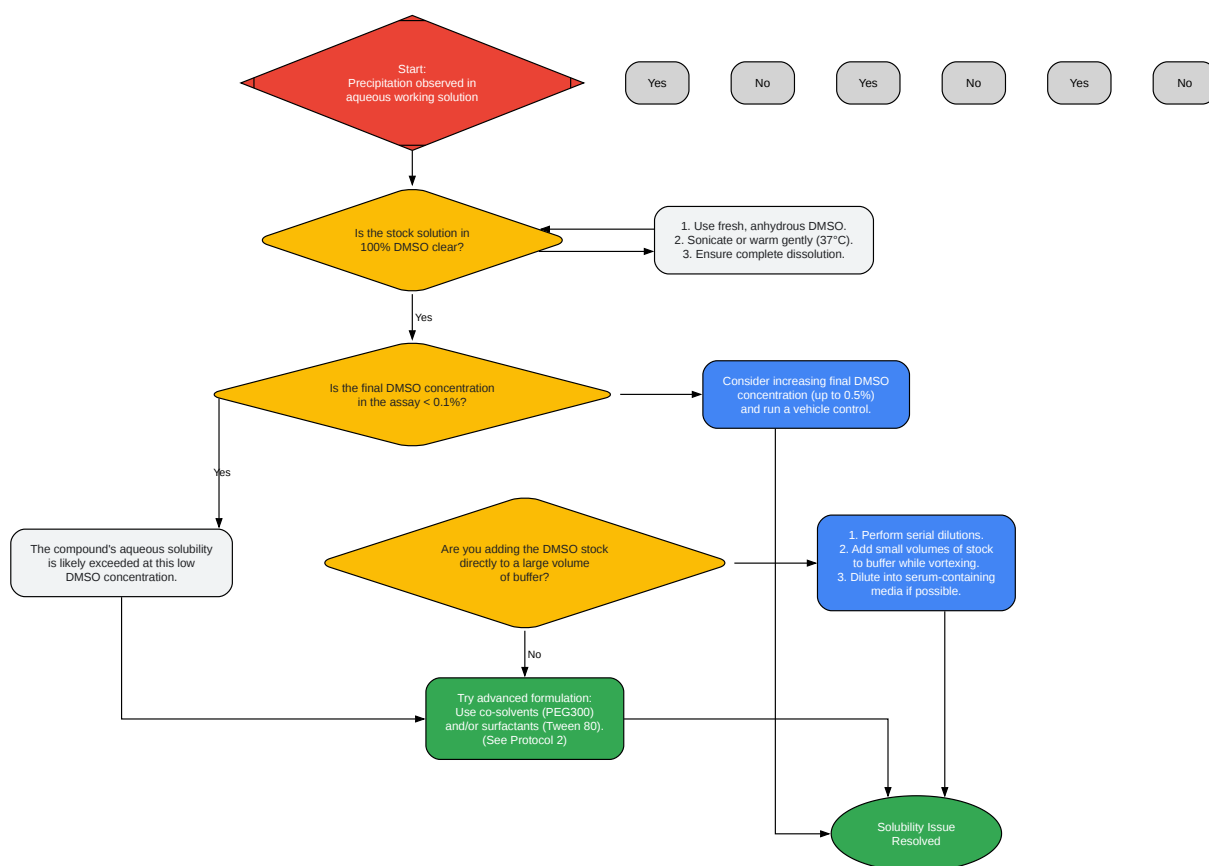 Start:
Precipitation observed in
aqueous working solution
Yes
No
Yes
No
Yes
No
Is the stock solution in
100% DMSO clear?
1. Use fresh, anhydrous DMSO.
2. Sonicate or warm gently (37°C).
3. Ensure complete dissolution.
Yes
Is the final DMSO concentration
in the assay < 0.1%?
Consider increasing final DMSO
concentration (up to 0.5%)
and run a vehicle control.
Yes
The compound's aqueous solubility
is likely exceeded at this low
DMSO concentration.
Are you adding the DMSO stock
directly to a large volume
of buffer?
1. Perform serial dilutions.
2. Add small volumes of stock
to buffer while vortexing.
3. Dilute into serum-containing
media if possible.
No
Try advanced formulation:
Use co-solvents (PEG300)
and/or surfactants (Tween 80).
(See Protocol 2)
Solubility Issue
Resolved